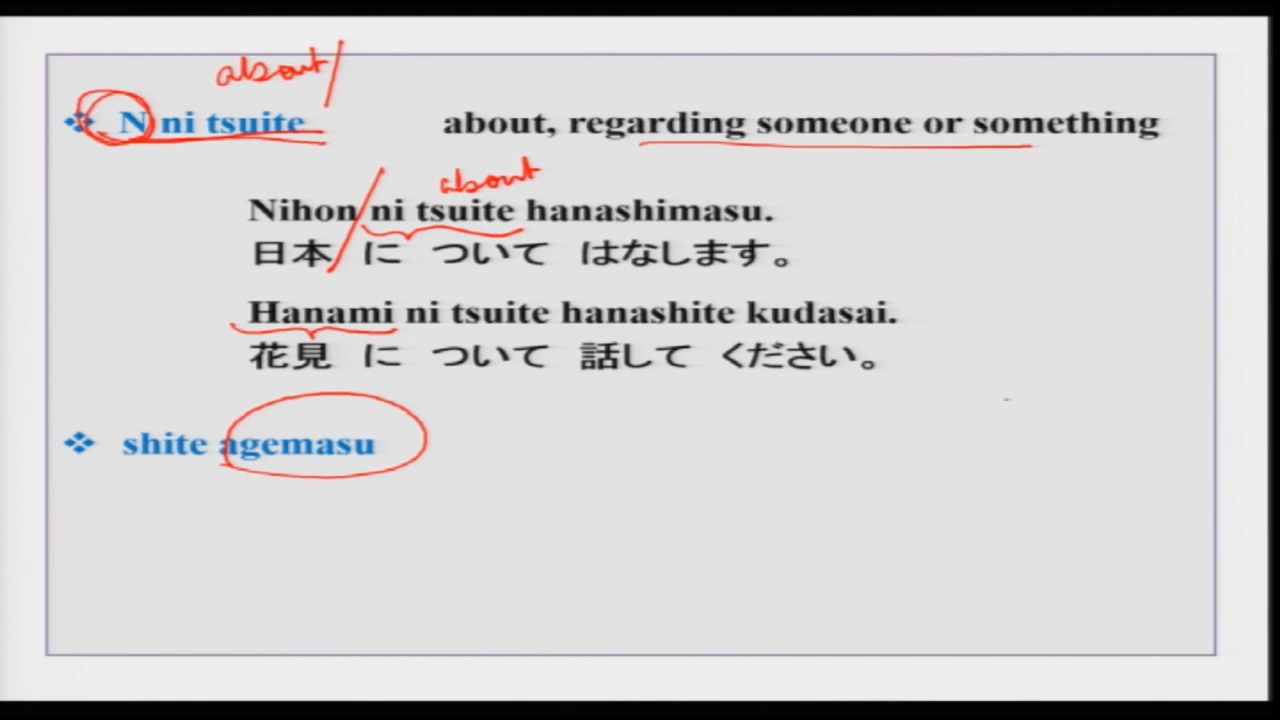 about/
❖ N ni tsuite about, regarding someone or something
about
Nihon ni tsuite hanashimasu.
日本 に ついて はなします。
Hanami ni tsuite hanashite kudasai.
花見 に ついて 話して ください。
❖ shite agemasu